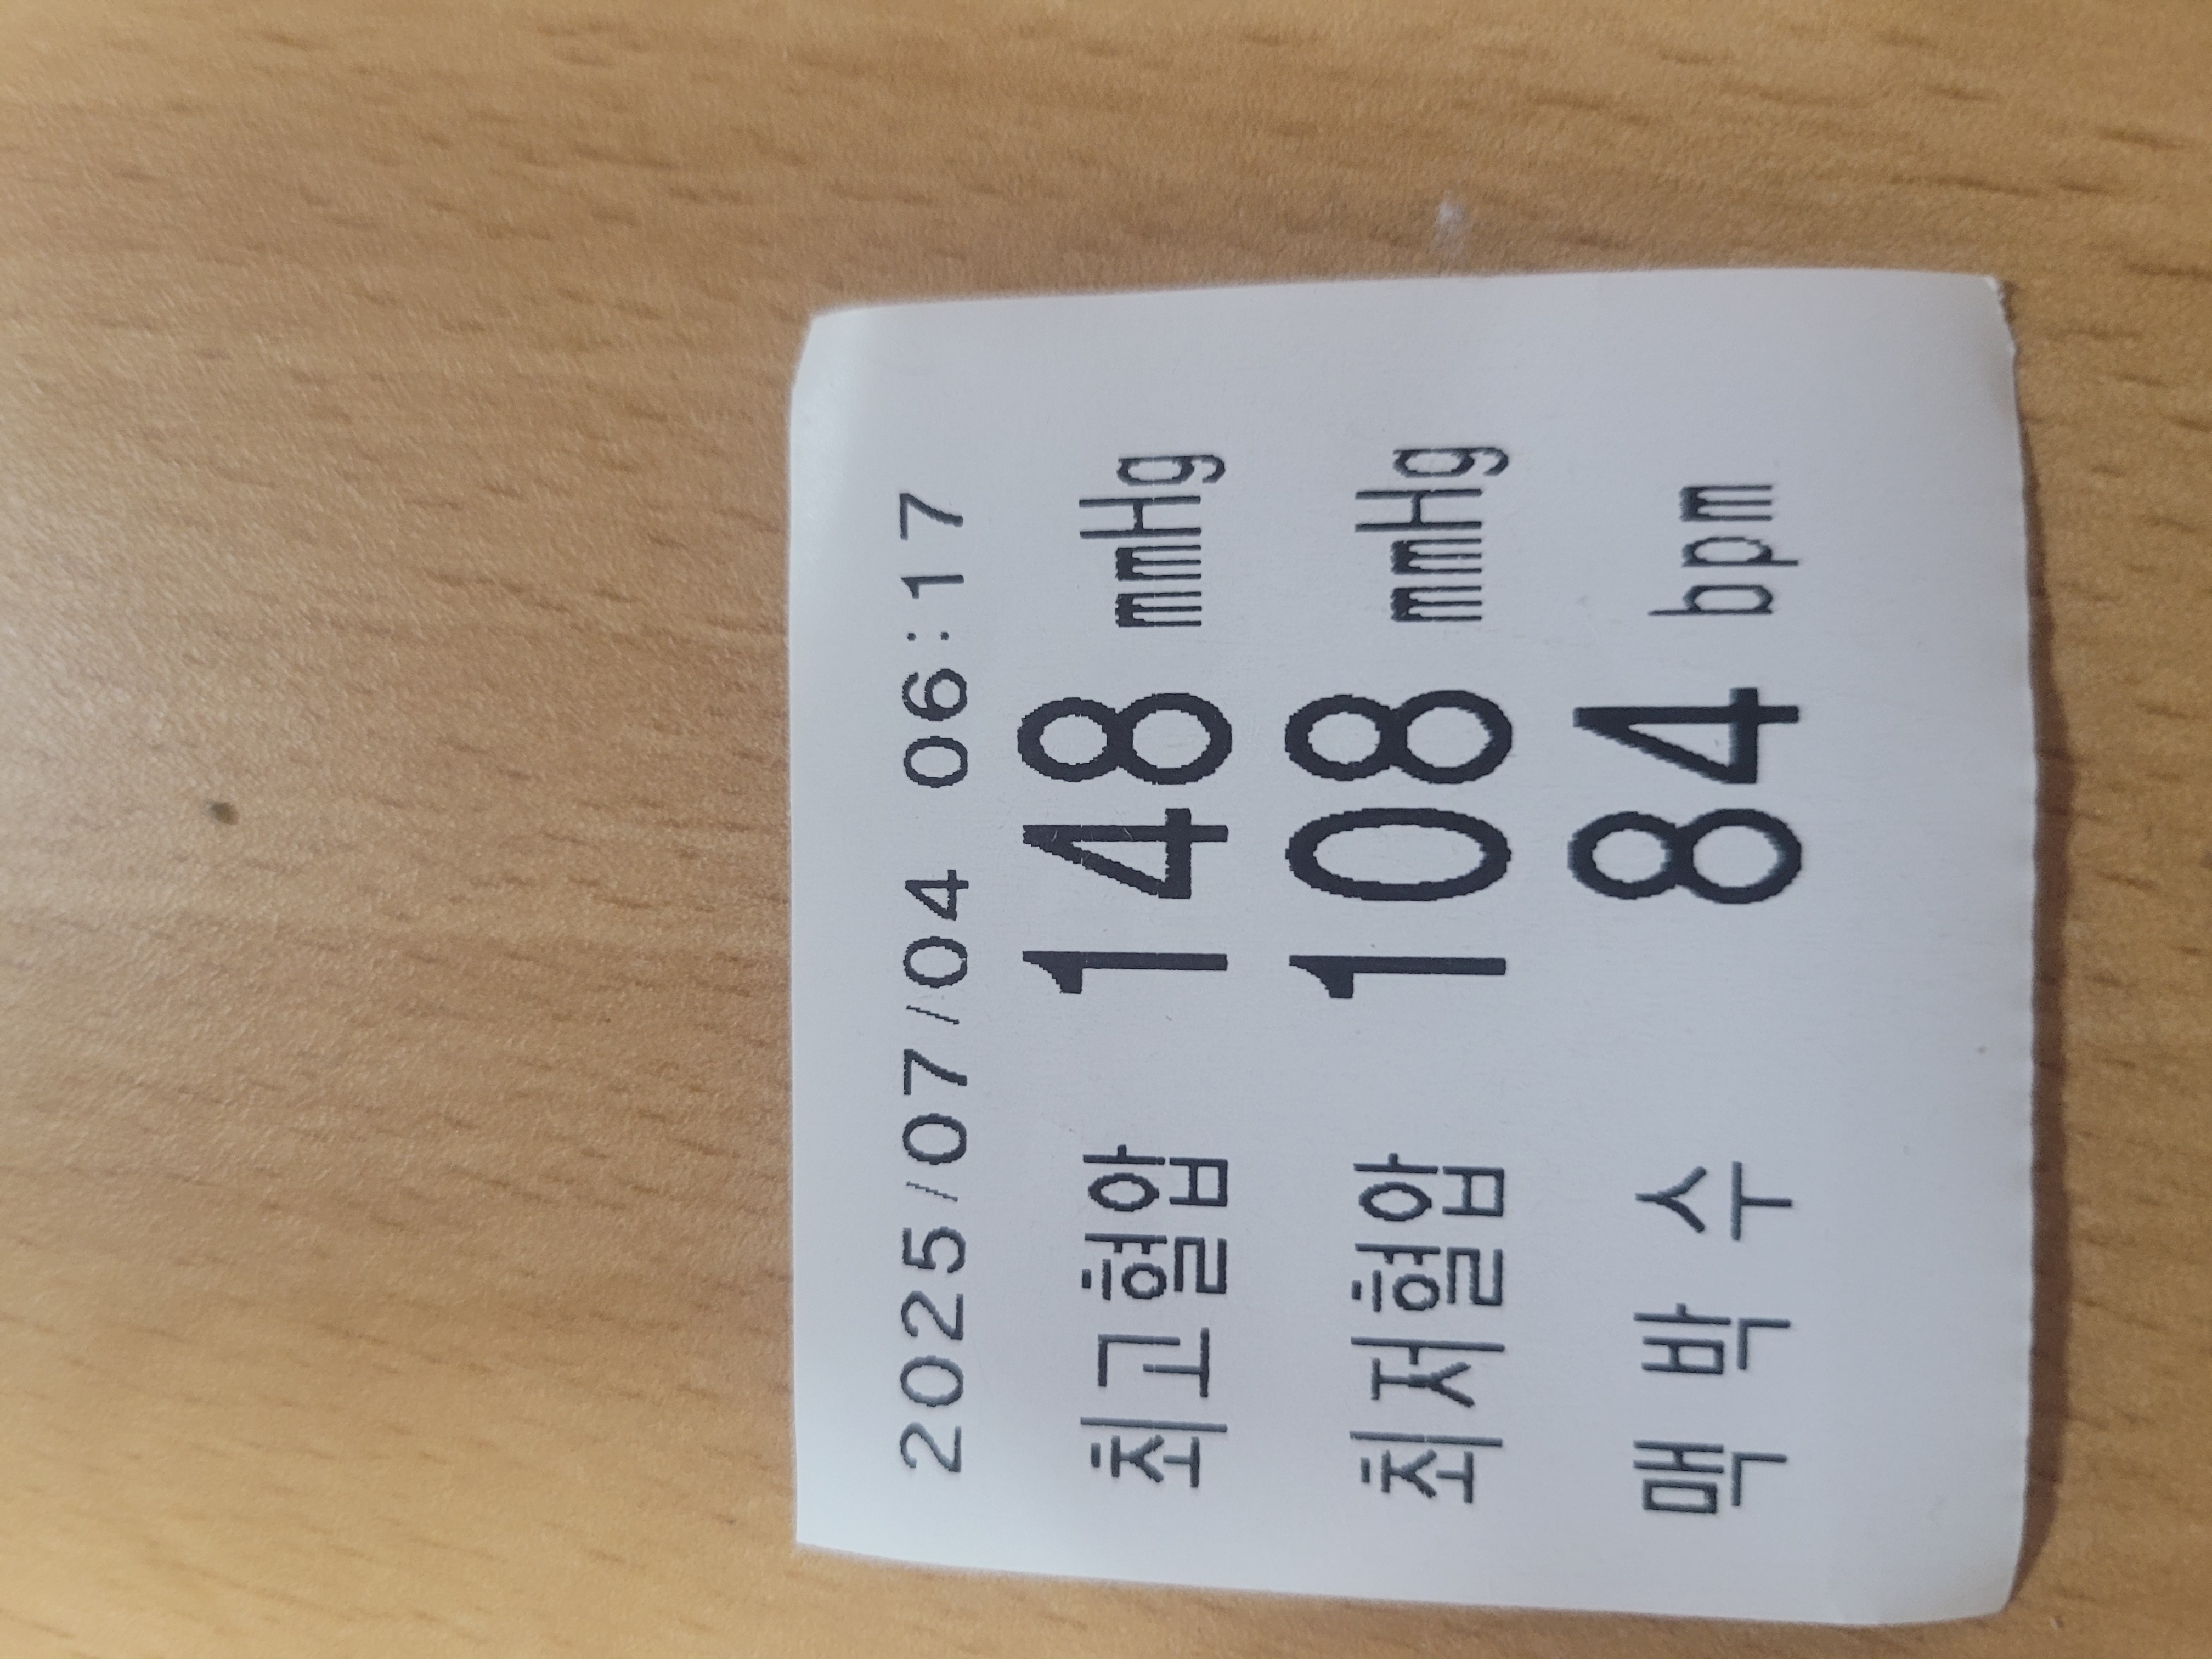 2025/07/04 06:17
최고혈압 148 mmHg
최저혈압 108 mmHg
맥 박 수 84 bpm